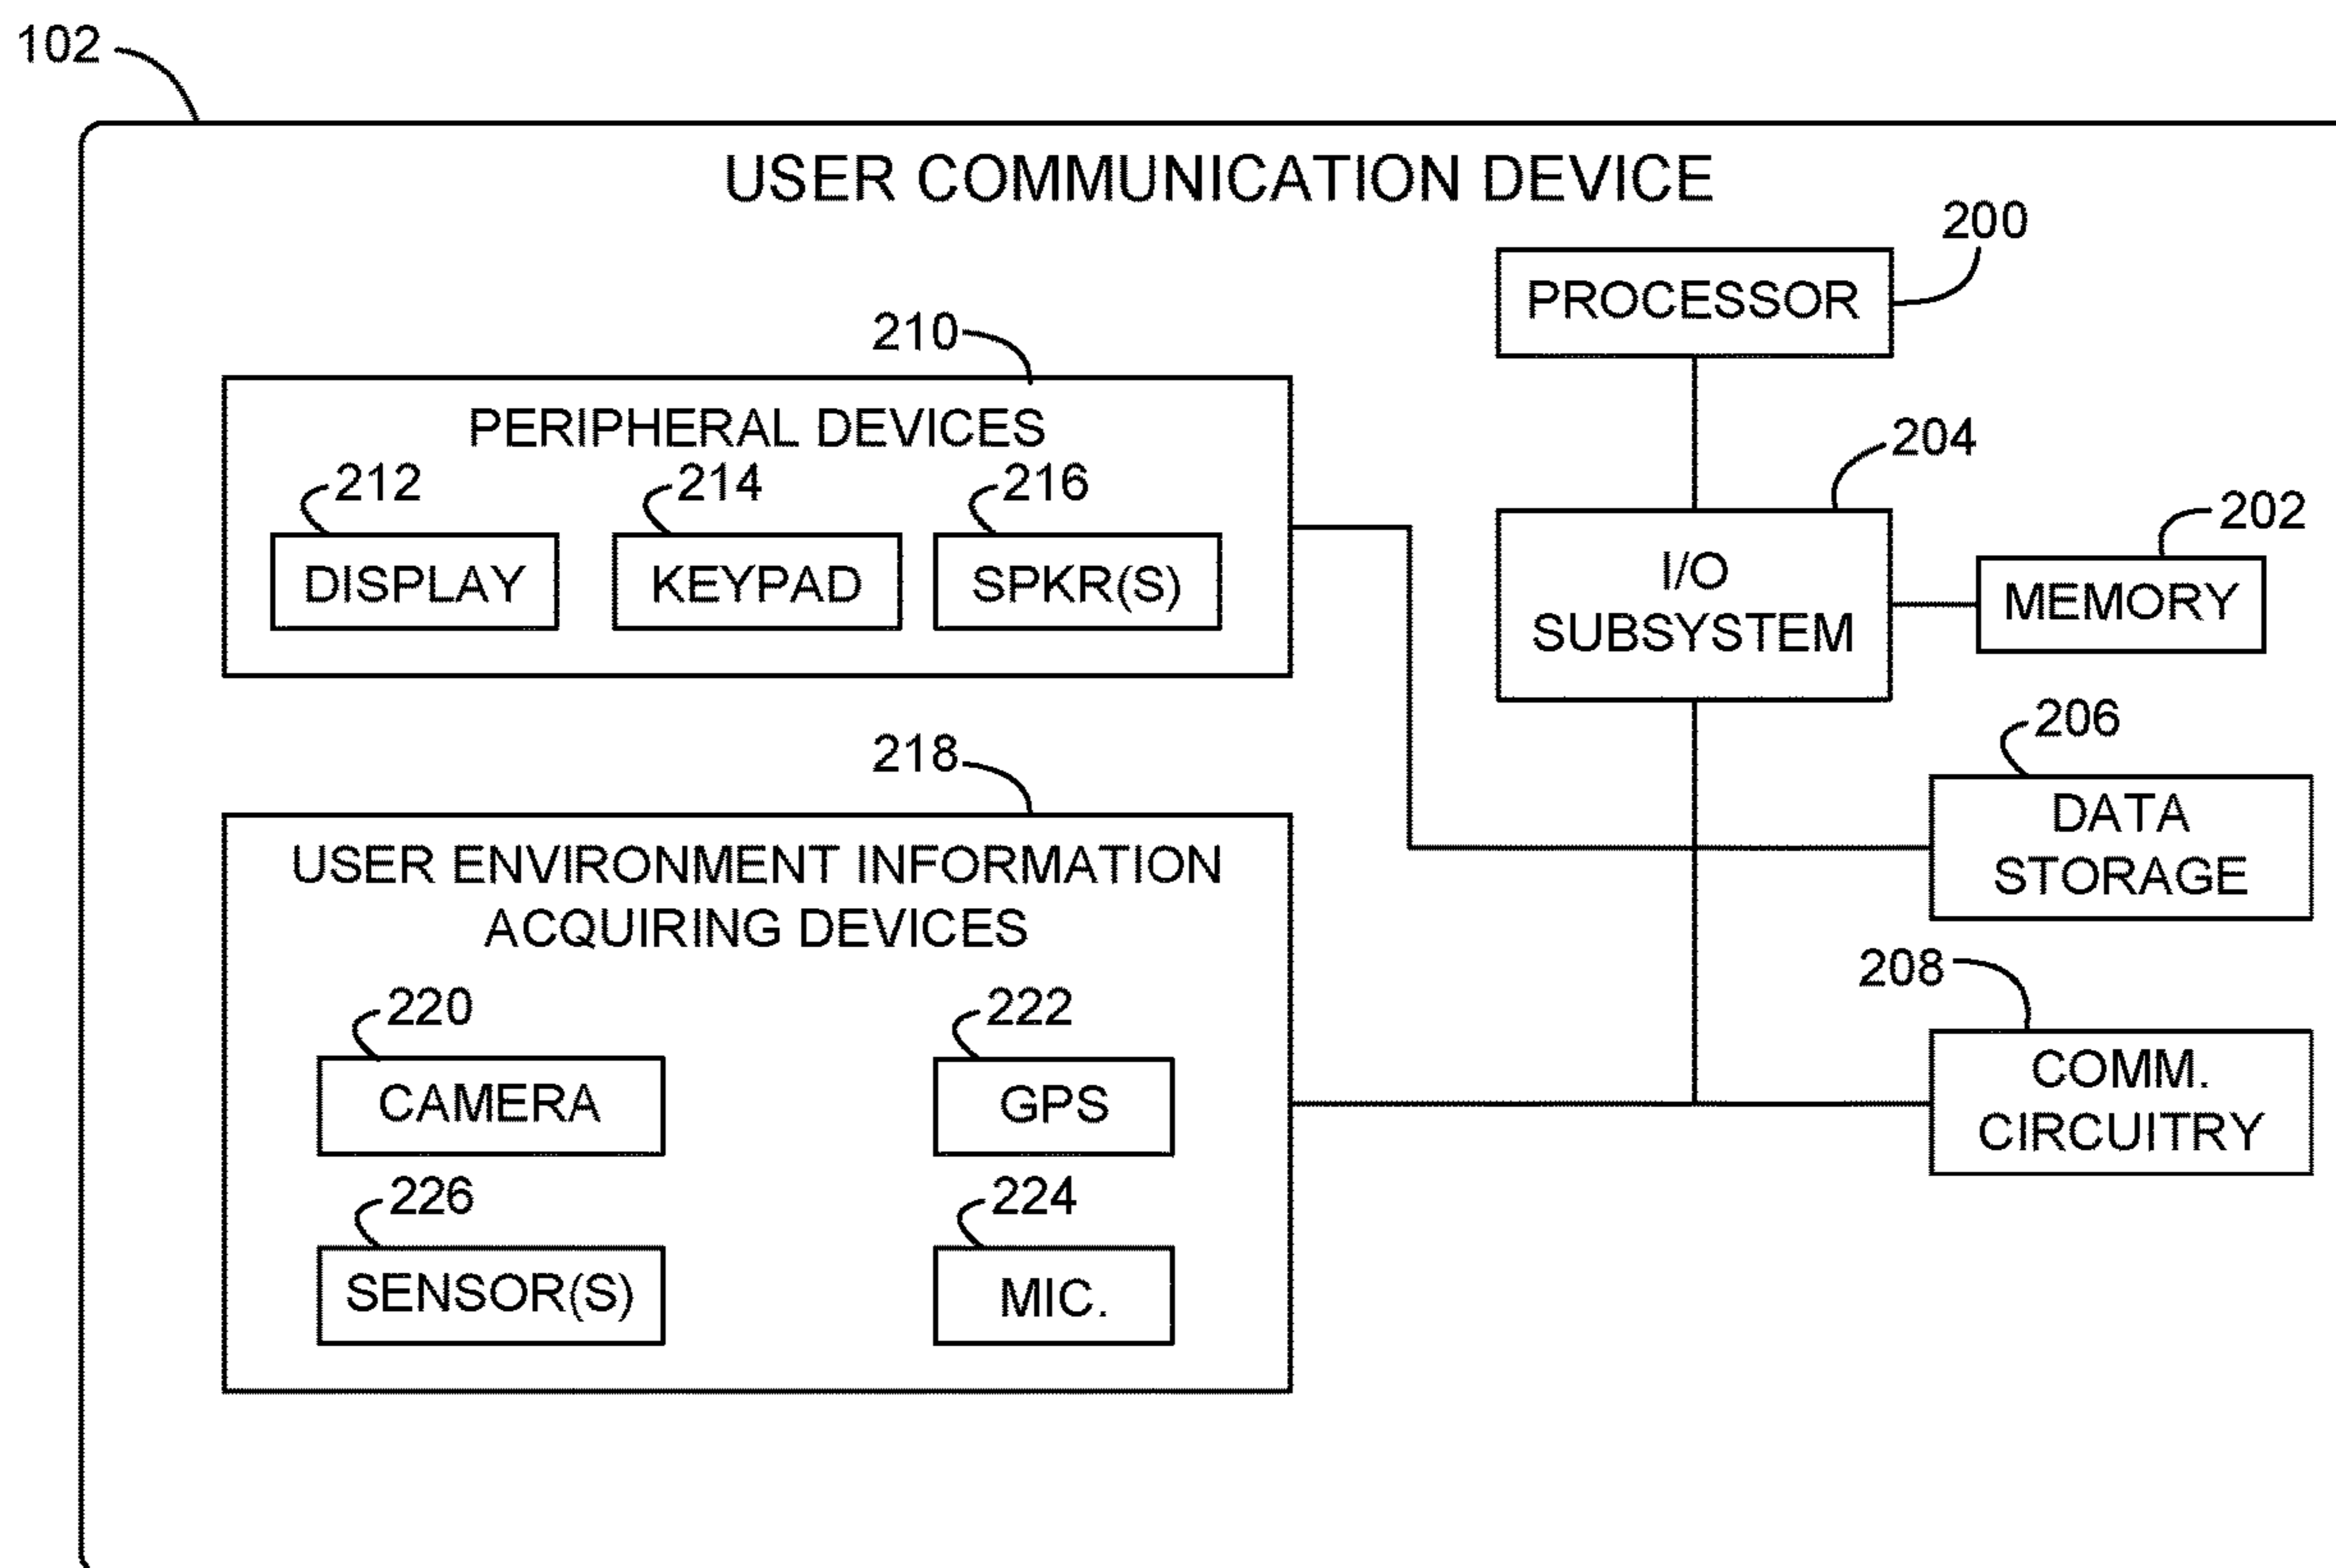 102
USER COMMUNICATION DEVICE
200
PROCESSOR
210
PERIPHERAL DEVICES
212
214
216
DISPLAY
KEYPAD
SPKR(S)
204
I/O
SUBSYSTEM
202
MEMORY
206
DATA
STORAGE
218
USER ENVIRONMENT INFORMATION
ACQUIRING DEVICES
220
222
CAMERA
GPS
226
224
SENSOR(S)
MIC.
208
COMM.
CIRCUITRY